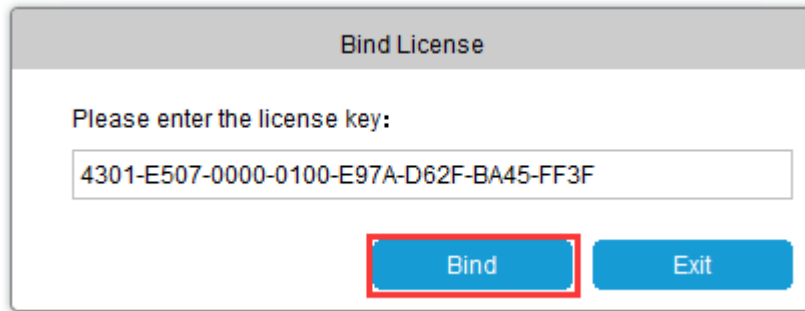 Bind License
Please enter the license key:
4301-E507-0000-0100-E97A-D62F-BA45-FF3F
Bind Exit